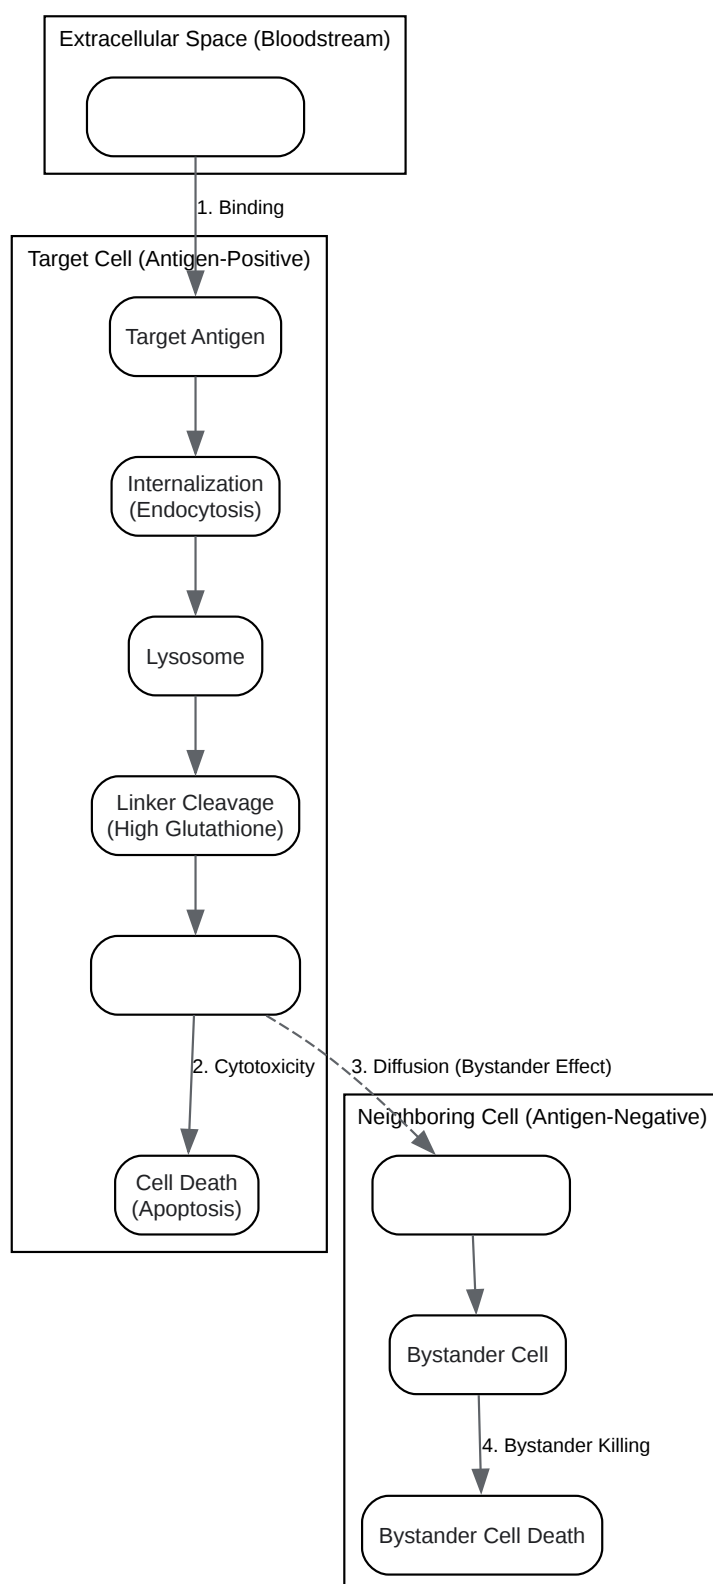 Extracellular Space (Bloodstream)
1. Binding
Target Cell (Antigen-Positive)
Target Antigen
Internalization
(Endocytosis)
Lysosome
Linker Cleavage
(High Glutathione)
2. Cytotoxicity
3. Diffusion (Bystander Effect)
Neighboring Cell (Antigen-Negative)
Cell Death
(Apoptosis)
Bystander Cell
4. Bystander Killing
Bystander Cell Death